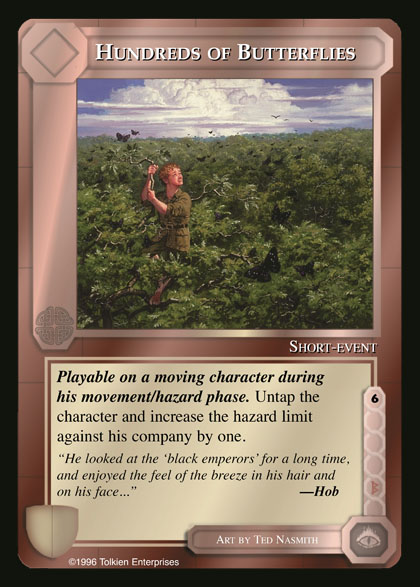 Hundreds of Butterflies
Short-event
Playable on a moving character during
his movement/hazard phase. Untap the
character and increase the hazard limit
against his company by one.
“He looked at the ‘black emperors’ for a long time,
and enjoyed the feel of the breeze in his hair and
on his face...” —Hob
6
Art by Ted Nasmith
©1996 Tolkien Enterprises